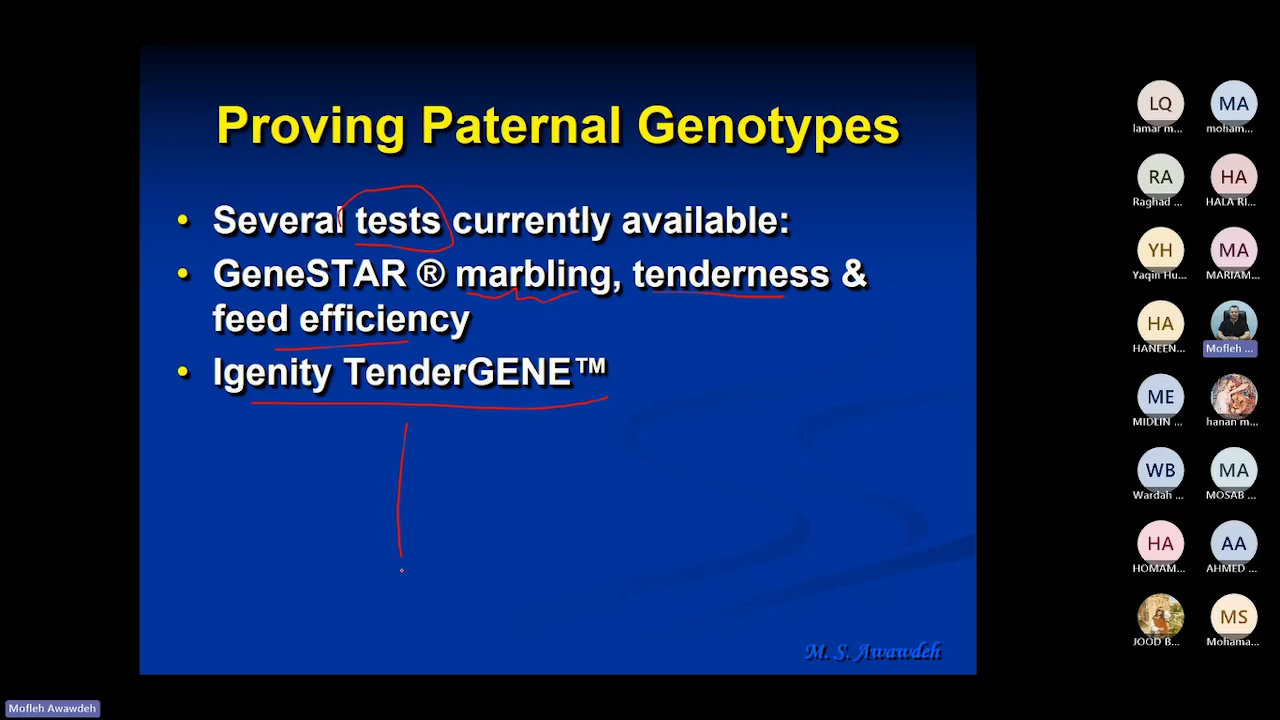 Proving Paternal Genotypes
• Several tests currently available:
• GeneSTAR ® marbling, tenderness &
feed efficiency
• Igenity TenderGENE™
M. S. Awawdeh
LQ
lamar m...
MA
moham...
RA
Raghad ...
HA
HALA RI...
YH
Yaqin Hu...
MA
MARIAM...
HA
HANEEN...
Mofleh ...
ME
MIDLIN ...
hanan m...
WB
Wardah ...
MA
MOSAB ...
HA
HOMAM...
AA
AHMED ...
JOOD B...
MS
Mohama...
Mofleh Awawdeh